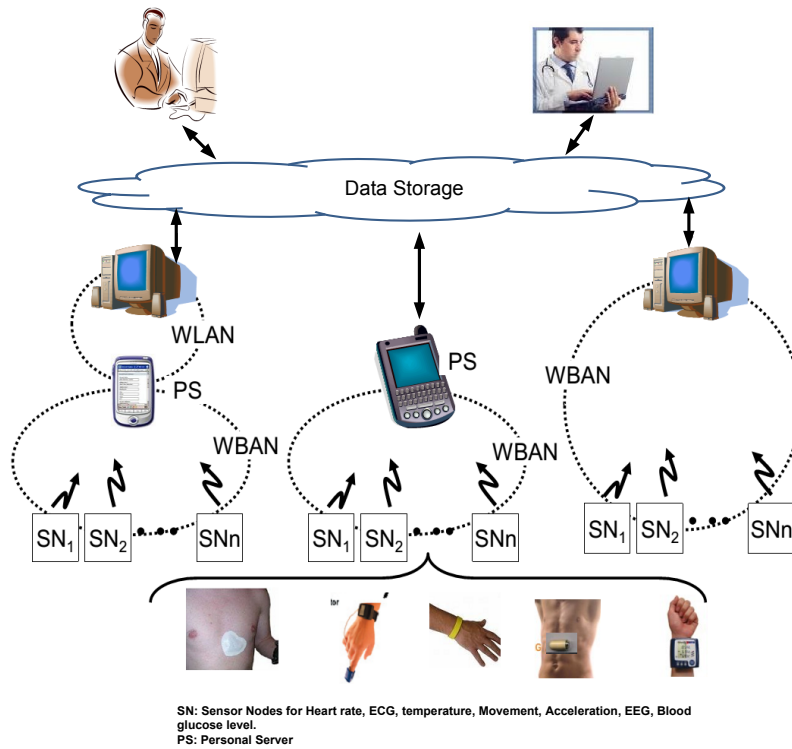 Data Storage
WLAN
PS
PS
WBAN
WBAN
WBAN
SN1 SN2 SNn
SN1 SN2 SNn
SN1 SN2 SNn
G
SN: Sensor Nodes for Heart rate, ECG, temperature, Movement, Acceleration, EEG, Blood
glucose level.
PS: Personal Server